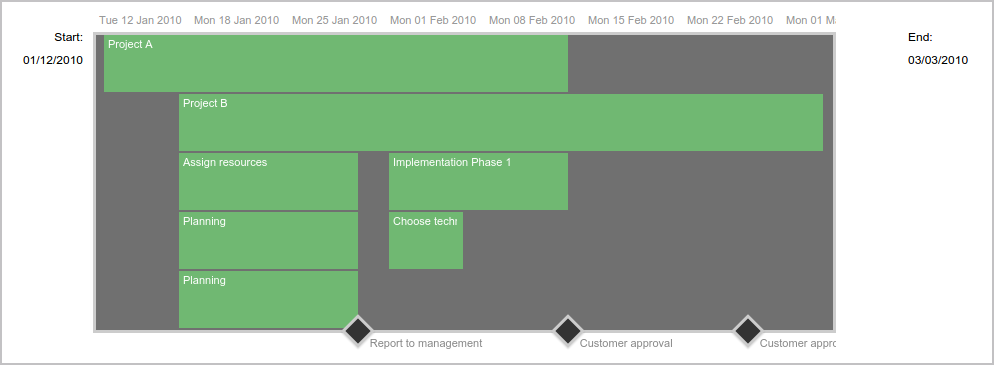 Tue 12 Jan 2010 Mon 18 Jan 2010 Mon 25 Jan 2010 Mon 01 Feb 2010 Mon 08 Feb 2010 Mon 15 Feb 2010 Mon 22 Feb 2010 Mon 01
Start:
01/12/2010
End:
03/03/2010
Project A
Project B
Assign resources Implementation Phase 1
Planning Choose
Planning
Report to management Customer approval Customer